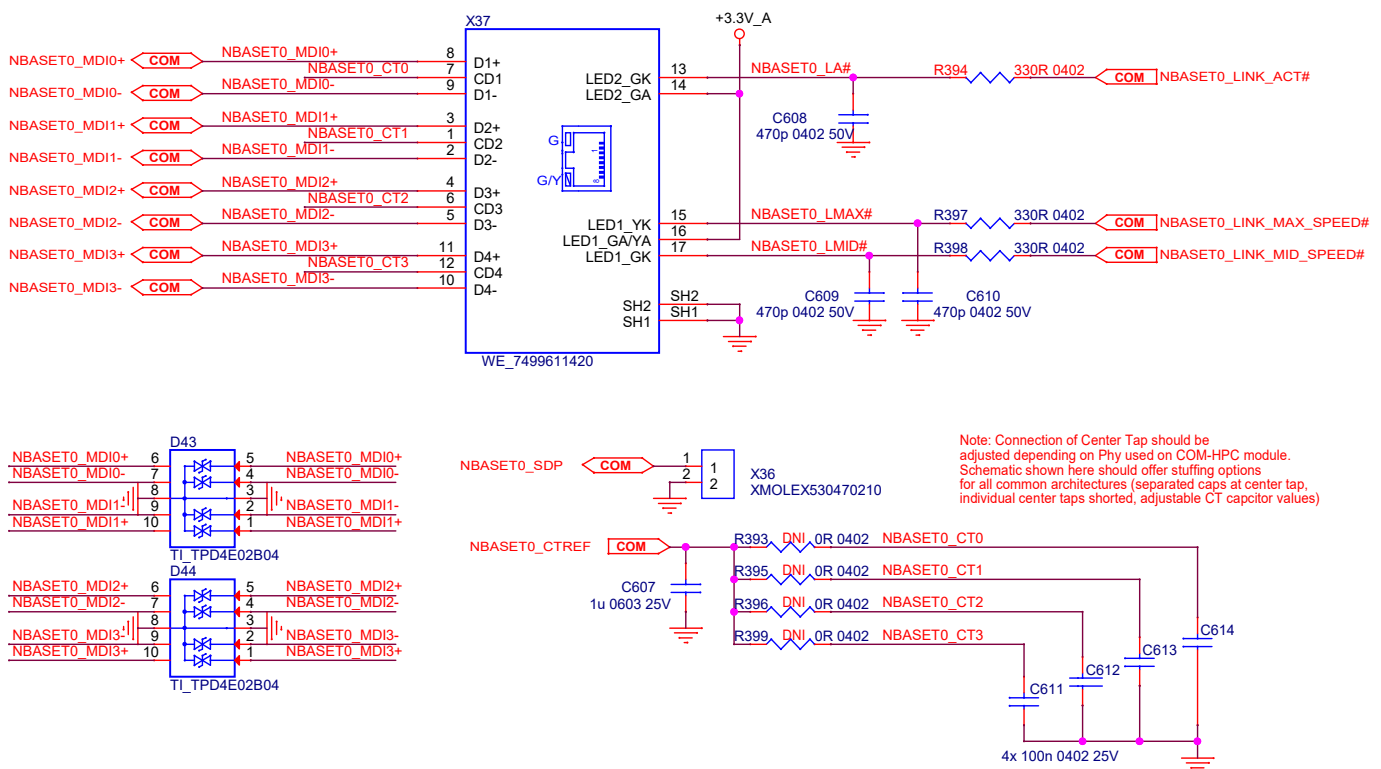 X37
+3.3V_A
NBASET0_MDI0+ COM NBASET0_MDI0+ 8 D1+
NBASET0_CT0 7 CD1
NBASET0_MDI0- COM NBASET0_MDI0- 9 D1-
NBASET0_MDI1+ COM NBASET0_MDI1+ 3 D2+
NBASET0_CT1 1 CD2
NBASET0_MDI1- COM NBASET0_MDI1- 2 D2-
NBASET0_MDI2+ COM NBASET0_MDI2+ 4 D3+
NBASET0_CT2 6 CD3
NBASET0_MDI2- COM NBASET0_MDI2- 5 D3-
NBASET0_MDI3+ COM NBASET0_MDI3+ 11 D4+
NBASET0_CT3 12 CD4
NBASET0_MDI3- COM NBASET0_MDI3- 10 D4-
G
G/Y
1
8
LED2_GK 13 NBASET0_LA# R394 330R 0402 COM NBASET0_LINK_ACT#
LED2_GA 14
C608
470p 0402 50V
LED1_YK 15 NBASET0_LMAX# R397 330R 0402 COM NBASET0_LINK_MAX_SPEED#
LED1_GA/YA 16
LED1_GK 17 NBASET0_LMID# R398 330R 0402 COM NBASET0_LINK_MID_SPEED#
C609
470p 0402 50V
C610
470p 0402 50V
SH2 SH2
SH1 SH1
WE_7499611420
D43
NBASET0_MDI0+ 6 5 NBASET0_MDI0+
NBASET0_MDI0- 7 4 NBASET0_MDI0-
8 3
NBASET0_MDI1- 9 2 NBASET0_MDI1-
NBASET0_MDI1+ 10 1 NBASET0_MDI1+
TI_TPD4E02B04
D44
NBASET0_MDI2+ 6 5 NBASET0_MDI2+
NBASET0_MDI2- 7 4 NBASET0_MDI2-
8 3
NBASET0_MDI3- 9 2 NBASET0_MDI3-
NBASET0_MDI3+ 10 1 NBASET0_MDI3+
TI_TPD4E02B04
NBASET0_SDP COM 1 1
2 2
X36
XMOLEX530470210
Note: Connection of Center Tap should be
adjusted depending on Phy used on COM-HPC module.
Schematic shown here should offer stuffing options
for all common architectures (separated caps at center tap,
individual center taps shorted, adjustable CT capcitor values)
NBASET0_CTREF COM
C607
1u 0603 25V
R393 DNI 0R 0402 NBASET0_CT0
R395 DNI 0R 0402 NBASET0_CT1
R396 DNI 0R 0402 NBASET0_CT2
R399 DNI 0R 0402 NBASET0_CT3
C614
C613
C612
C611
4x 100n 0402 25V